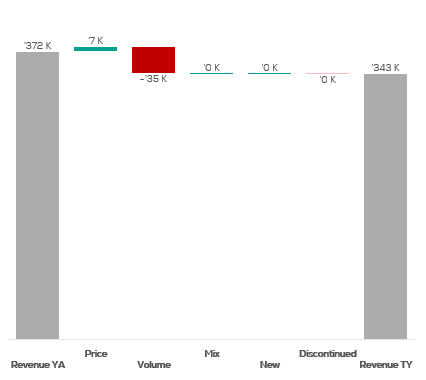 '372 K
'7 K
-'35 K
'0 K
'0 K
'0 K
'343 K
Revenue YA
Price
Volume
Mix
New
Discontinued
Revenue TY